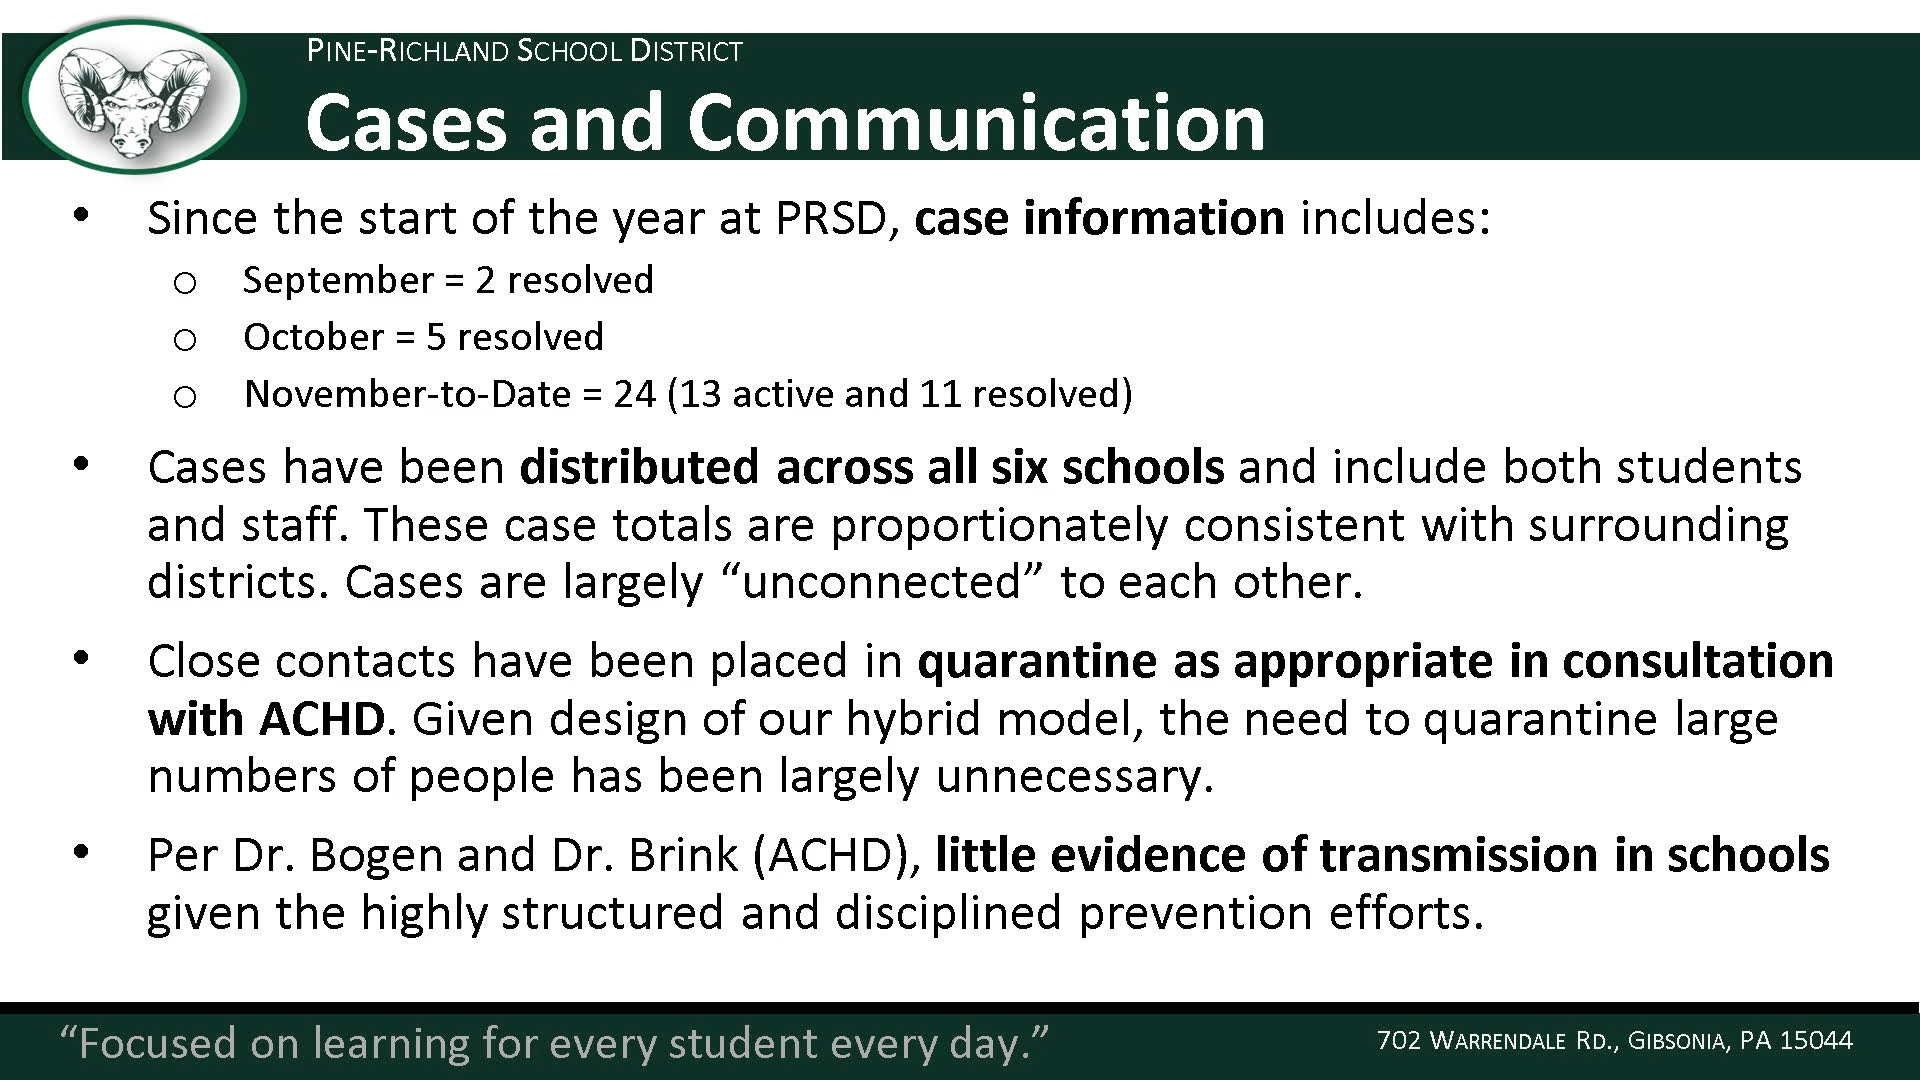 PINE-RICHLAND SCHOOL DISTRICT
Cases and Communication
• Since the start of the year at PRSD, case information includes:
o September = 2 resolved
o October = 5 resolved
o November-to-Date = 24 (13 active and 11 resolved)
• Cases have been distributed across all six schools and include both students
and staff. These case totals are proportionately consistent with surrounding
districts. Cases are largely “unconnected” to each other.
• Close contacts have been placed in quarantine as appropriate in consultation
with ACHD. Given design of our hybrid model, the need to quarantine large
numbers of people has been largely unnecessary.
• Per Dr. Bogen and Dr. Brink (ACHD), little evidence of transmission in schools
given the highly structured and disciplined prevention efforts.
“Focused on learning for every student every day.”
702 WARRENDALE RD., GIBSONIA, PA 15044